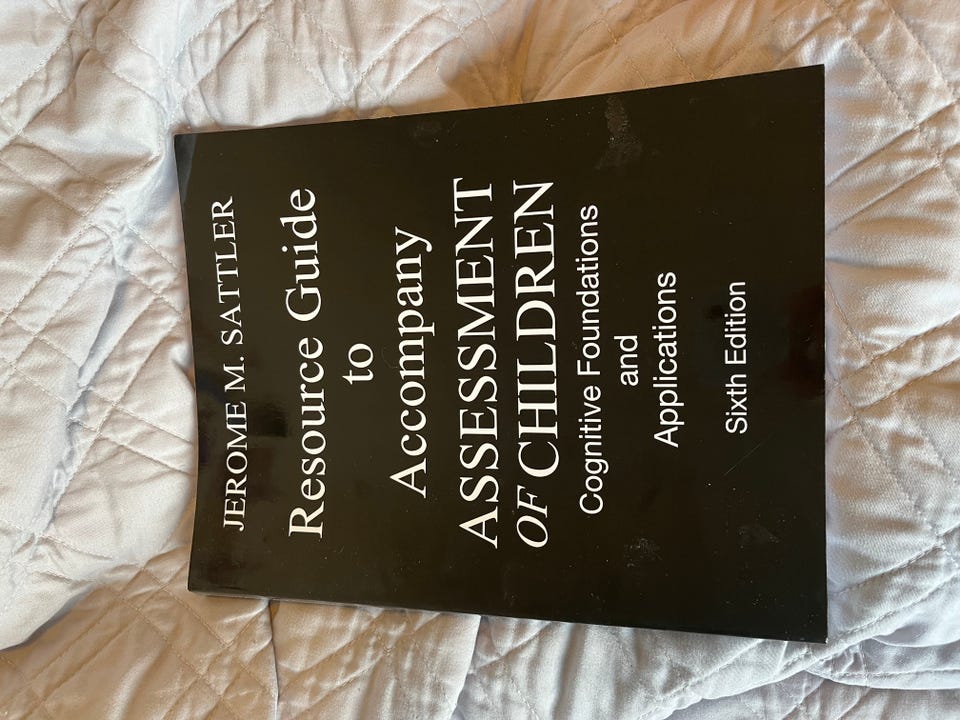 JEROME M. SATTLER
Resource Guide
to
Accompany
ASSESSMENT
OF CHILDREN
Cognitive Foundations
and
Applications
Sixth Edition